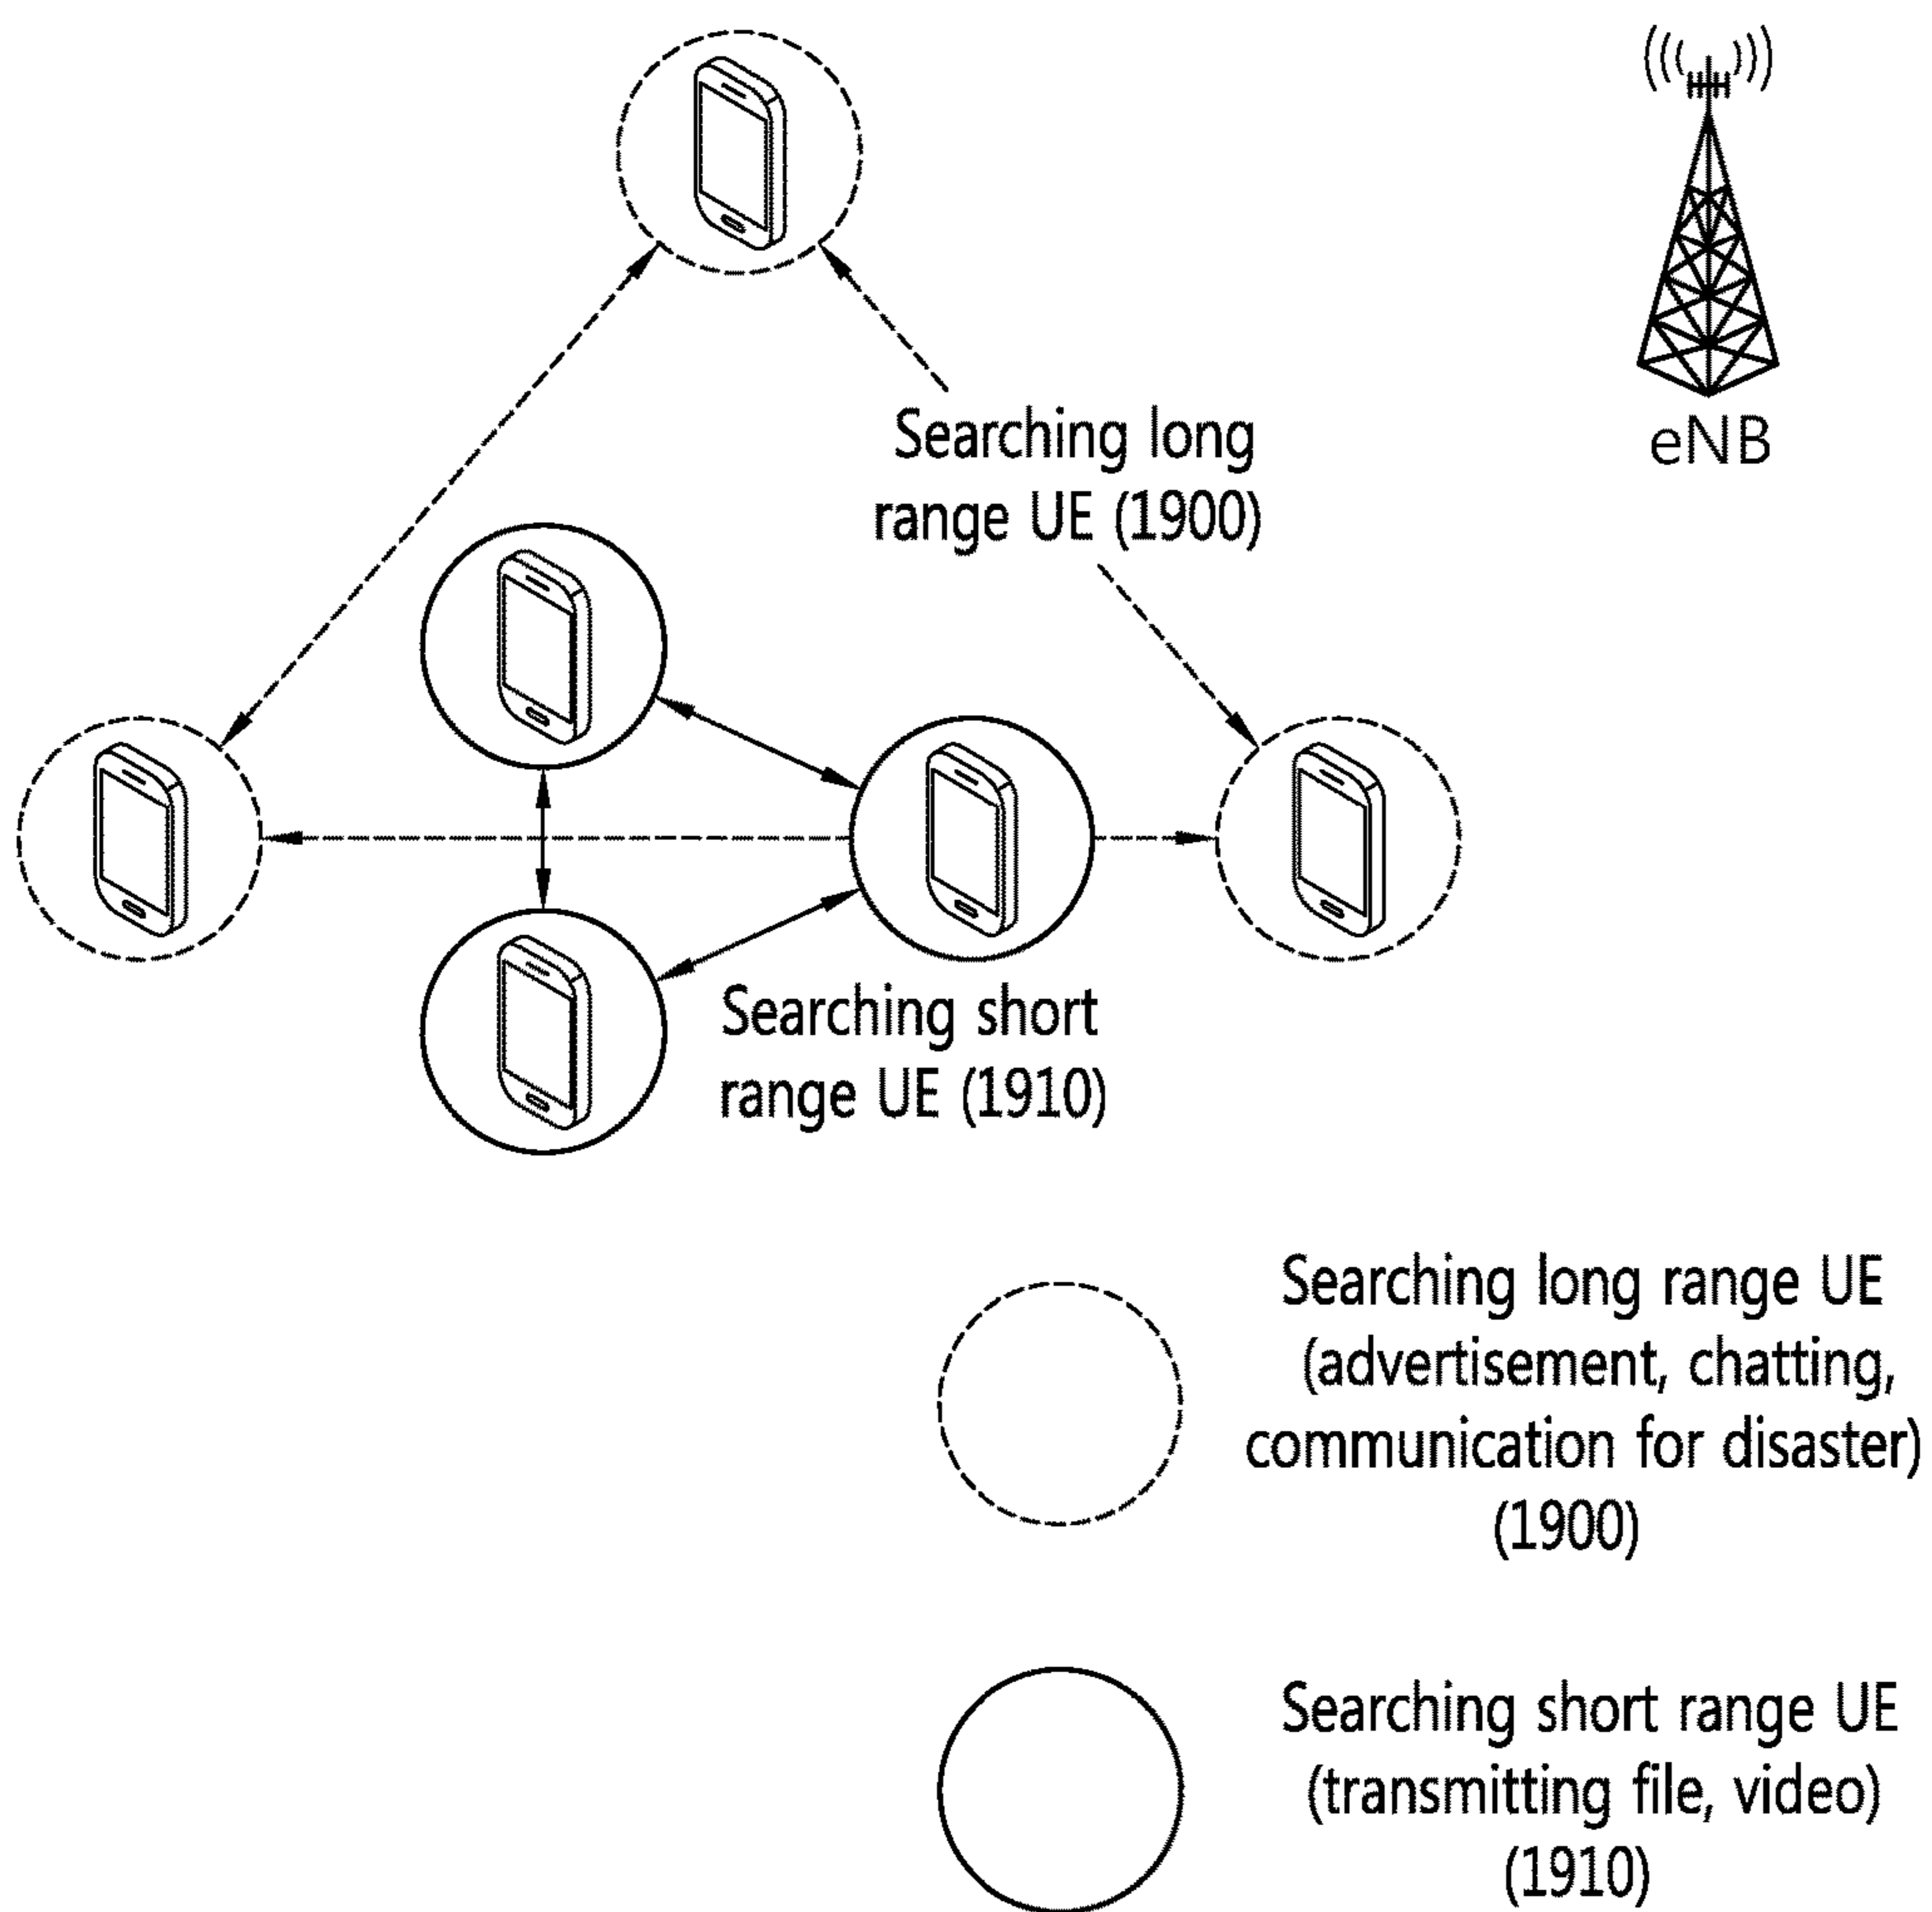 Searching long
range UE (1900)
eNB
Searching short
range UE (1910)
Searching long range UE
(advertisement, chatting,
communication for disaster)
(1900)
Searching short range UE
(transmitting file, video)
(1910)